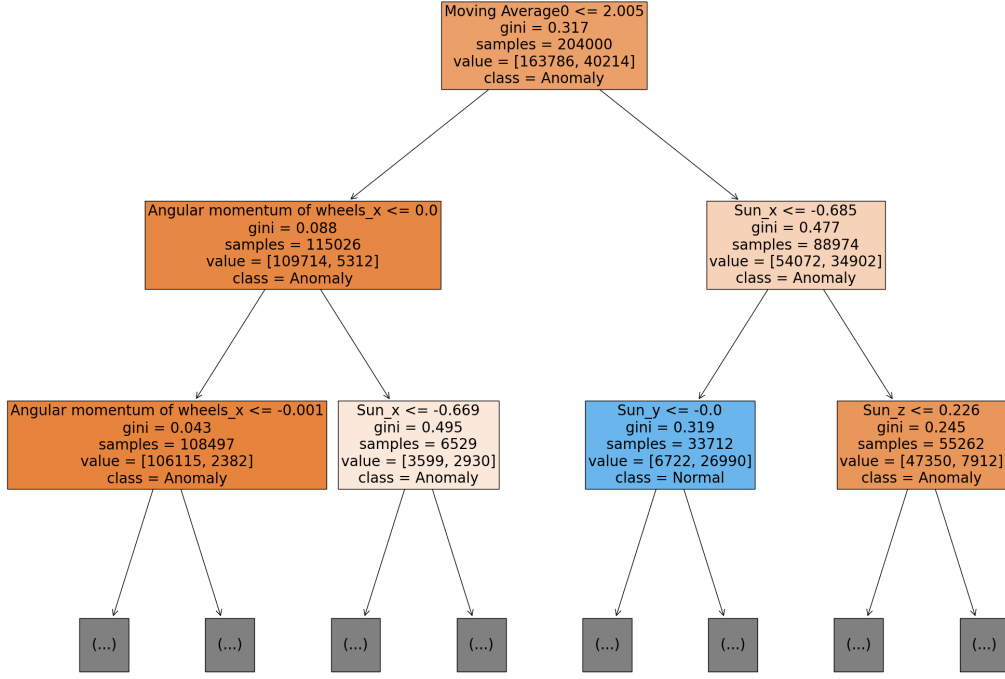 Moving Average0 <= 2.005
gini = 0.317
samples = 204000
value = [163786, 40214]
class = Anomaly
Angular momentum of wheels_x <= 0.0
gini = 0.088
samples = 115026
value = [109714, 5312]
class = Anomaly
Sun_x <= -0.685
gini = 0.477
samples = 88974
value = [54072, 34902]
class = Anomaly
Angular momentum of wheels_x <= -0.001
gini = 0.043
samples = 108497
value = [106115, 2382]
class = Anomaly
Sun_x <= -0.669
gini = 0.495
samples = 6529
value = [3599, 2930]
class = Anomaly
Sun_y <= -0.0
gini = 0.319
samples = 33712
value = [6722, 26990]
class = Normal
Sun_z <= 0.226
gini = 0.245
samples = 55262
value = [47350, 7912]
class = Anomaly
(...)
(...)
(...)
(...)
(...)
(...)
(...)
(...)